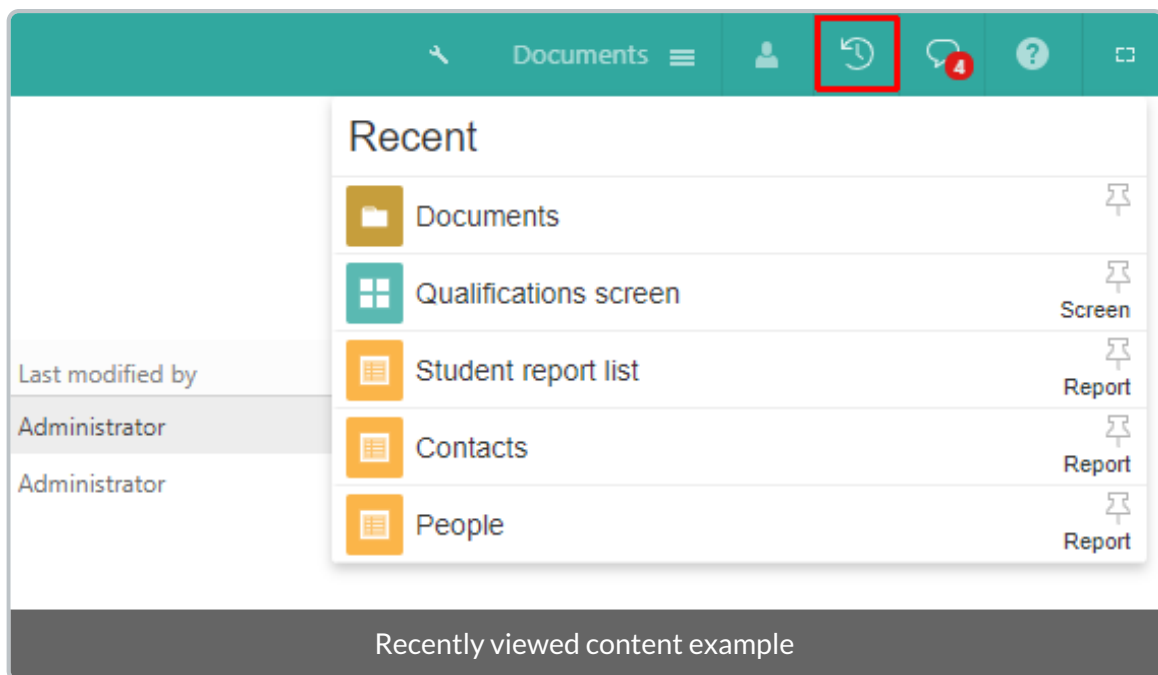 Documents
4
?
Recent
Documents
Qualifications screen
Screen
Student report list
Report
Contacts
Report
People
Report
Last modified by
Administrator
Administrator
Recently viewed content example